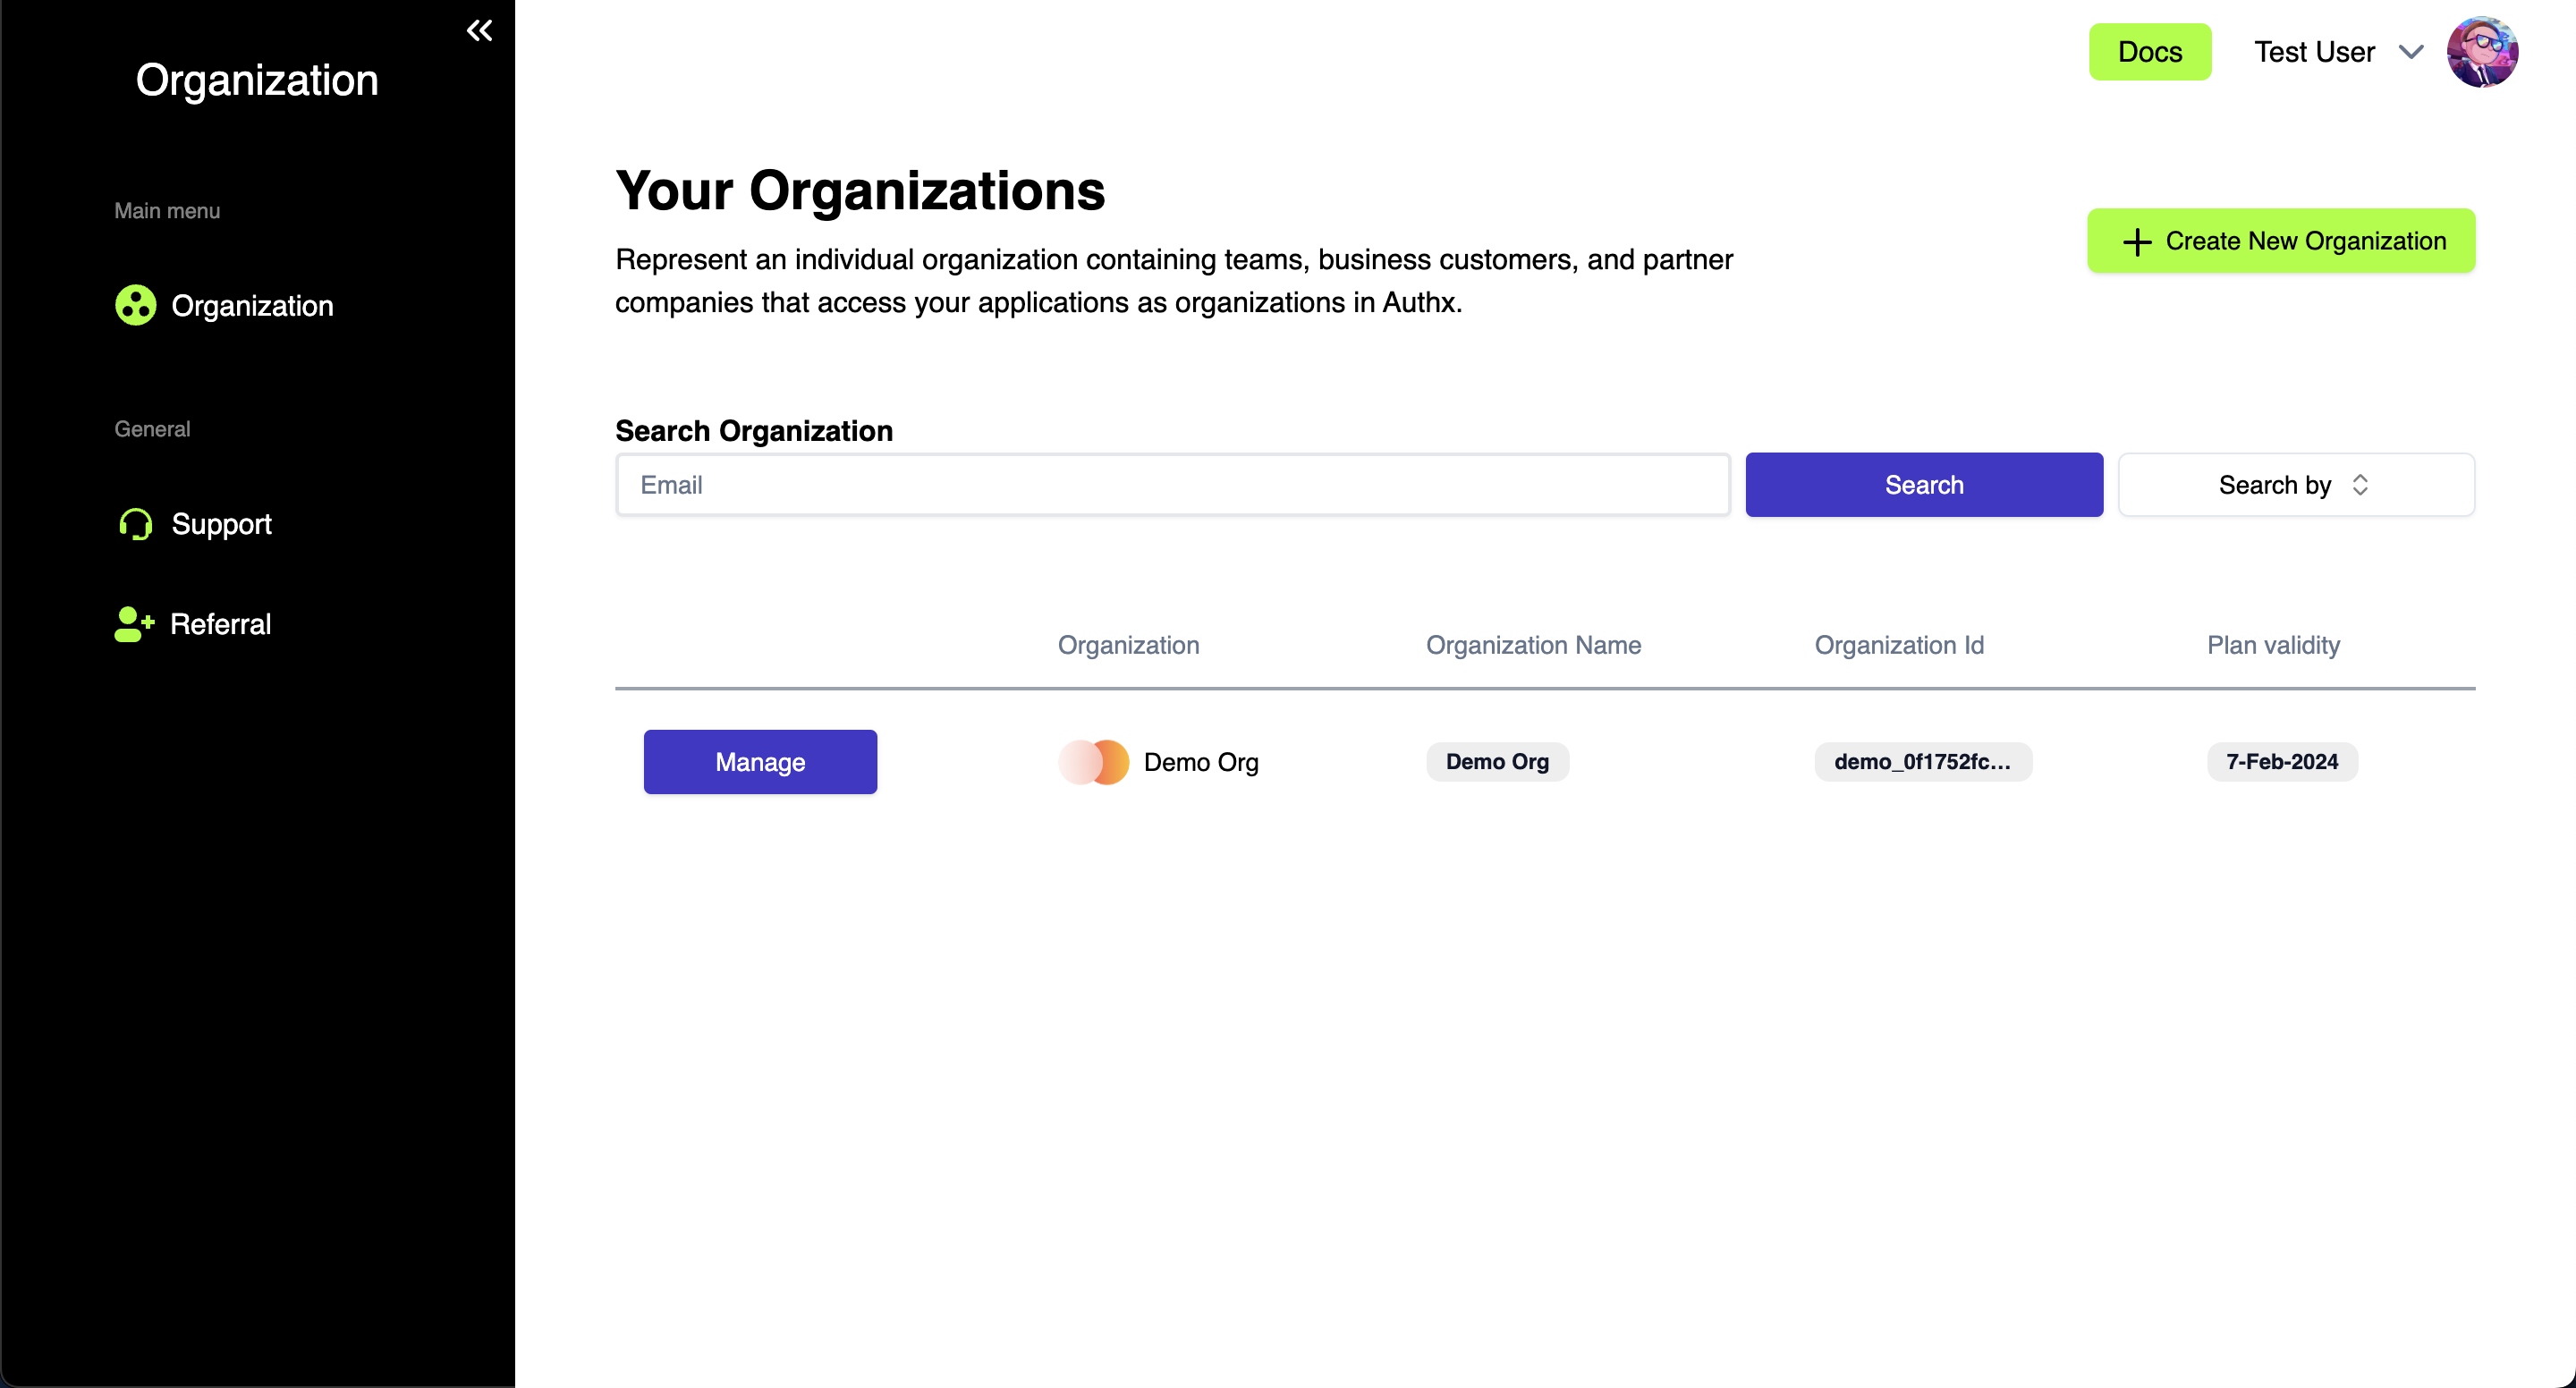 Organization
Main menu
Organization
General
Support
Referral
Docs
Test User
Your Organizations
Represent an individual organization containing teams, business customers, and partner
companies that access your applications as organizations in Authx.
Create New Organization
Search Organization
Email
Search
Search by
Organization
Organization Name
Organization Id
Plan validity
Manage
Demo Org
Demo Org
demo_0f1752fc...
7-Feb-2024